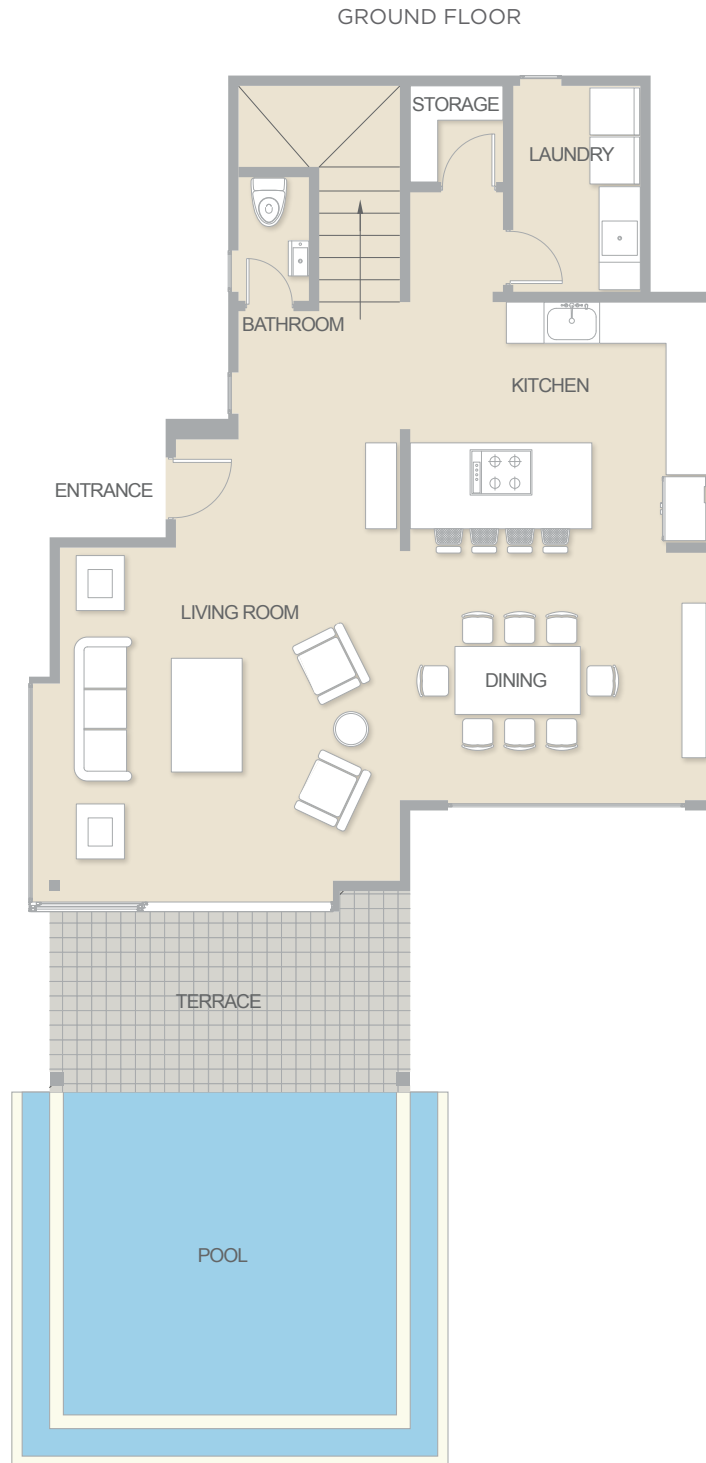 GROUND FLOOR
STORAGE
LAUNDRY
BATHROOM
KITCHEN
ENTRANCE
LIVING ROOM
DINING
TERRACE
POOL